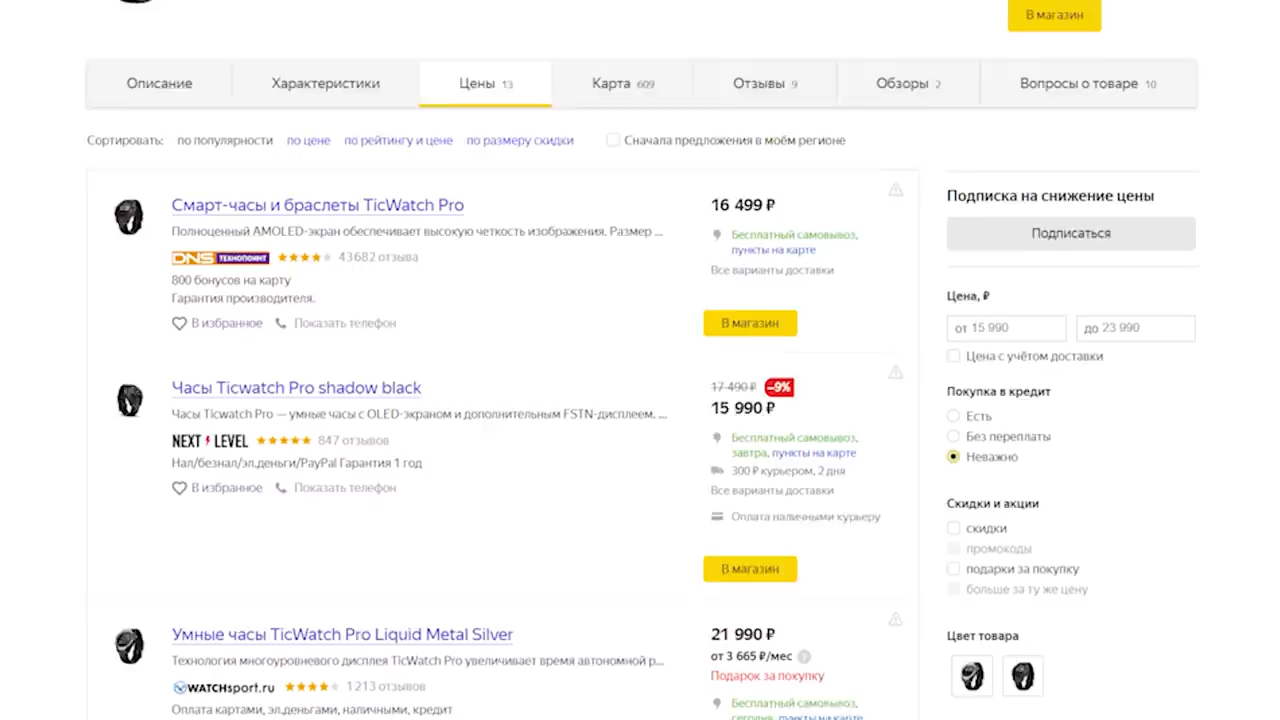 В магазин
Описание
Характеристики
Цены 13
Карта 609
Отзывы 9
Обзоры 2
Вопросы о товаре 10
Сортировать: по популярности по цене по рейтингу и цене по размеру скидки Сначала предложения в моём регионе
Смарт-часы и браслеты TicWatch Pro
Полноценный AMOLED-экран обеспечивает высокую четкость изображения. Размер ...
DNS ТЕХНОПОИНТ 43 682 отзыва
800 бонусов на карту
Гарантия производителя.
В избранное Показать телефон
16 499 ₽
Бесплатный самовывоз,
пункты на карте
Все варианты доставки
В магазин
Часы Ticwatch Pro shadow black
Часы Ticwatch Pro — умные часы с OLED-экраном и дополнительным FSTN-дисплеем. ...
NEXT LEVEL 847 отзывов
Нал/безнал/эл.деньги/PayPal Гарантия 1 год
В избранное Показать телефон
17 490 ₽ –9%
15 990 ₽
Бесплатный самовывоз,
завтра, пункты на карте
300 ₽ курьером, 2 дня
Все варианты доставки
Оплата наличными курьеру
В магазин
Умные часы TicWatch Pro Liquid Metal Silver
Технология многоуровневого дисплея TicWatch Pro увеличивает время автономной р...
WATCHsport.ru 1 213 отзывов
Оплата картами, эл.деньгами, наличными, кредит
21 990 ₽
от 3 665 ₽/мес ?
Подарок за покупку
Бесплатный самовывоз,
сегодня, пункты на карте
Подписка на снижение цены
Подписаться
Цена, ₽
от 15 990 до 23 990
Цена с учётом доставки
Покупка в кредит
Есть
Без переплаты
Неважно
Скидки и акции
скидки
промокоды
подарки за покупку
больше за ту же цену
Цвет товара